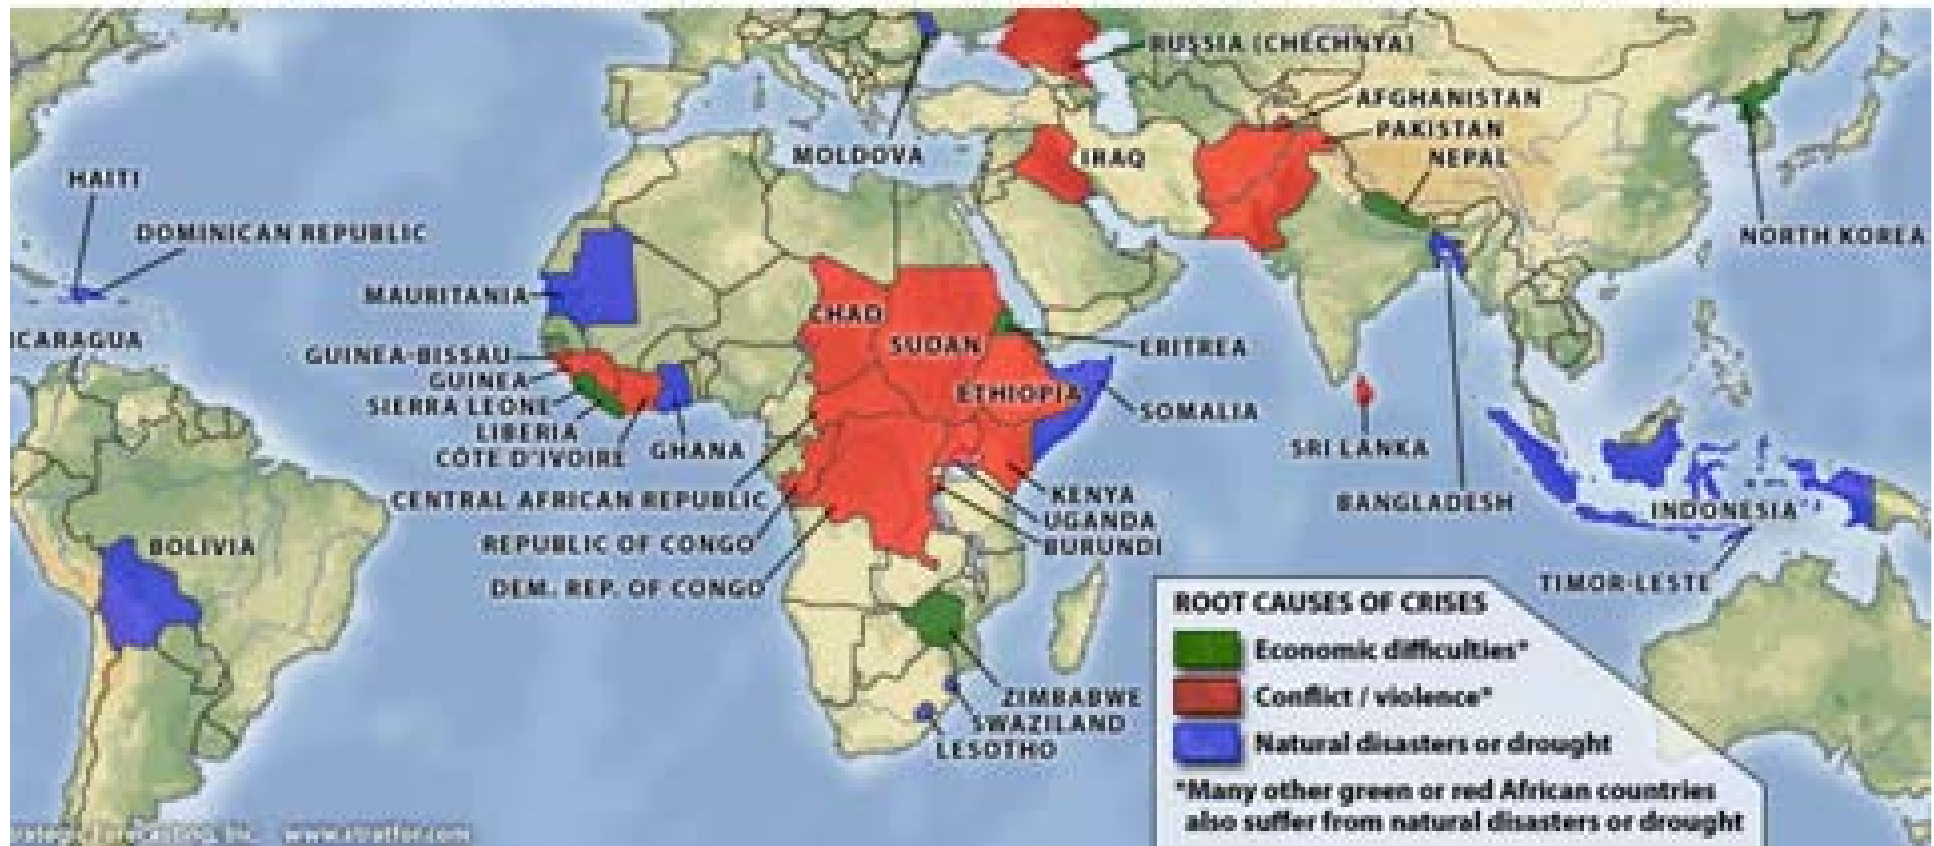 RUSSIA (CHECHNYA)
AFGHANISTAN
PAKISTAN
MOLDOVA
IRAQ
NEPAL
HAITI
DOMINICAN REPUBLIC
NORTH KOREA
MAURITANIA
CHAD
ICARAGUA
SUDAN
ERITREA
GUINEA-BISSAU
GUINEA
ETHIOPIA
SIERRA LEONE
SOMALIA
LIBERIA
CÔTE D'IVOIRE
GHANA
SRI LANKA
CENTRAL AFRICAN REPUBLIC
KENYA
BANGLADESH
INDONESIA
UGANDA
REPUBLIC OF CONGO
BURUNDI
BOLIVIA
DEM. REP. OF CONGO
TIMOR-LESTE
ROOT CAUSES OF CRISES
Economic difficulties*
Conflict / violence*
Natural disasters or drought
*Many other green or red African countries
also suffer from natural disasters or drought
ZIMBABWE
SWAZILAND
LESOTHO
www.stratfor.com